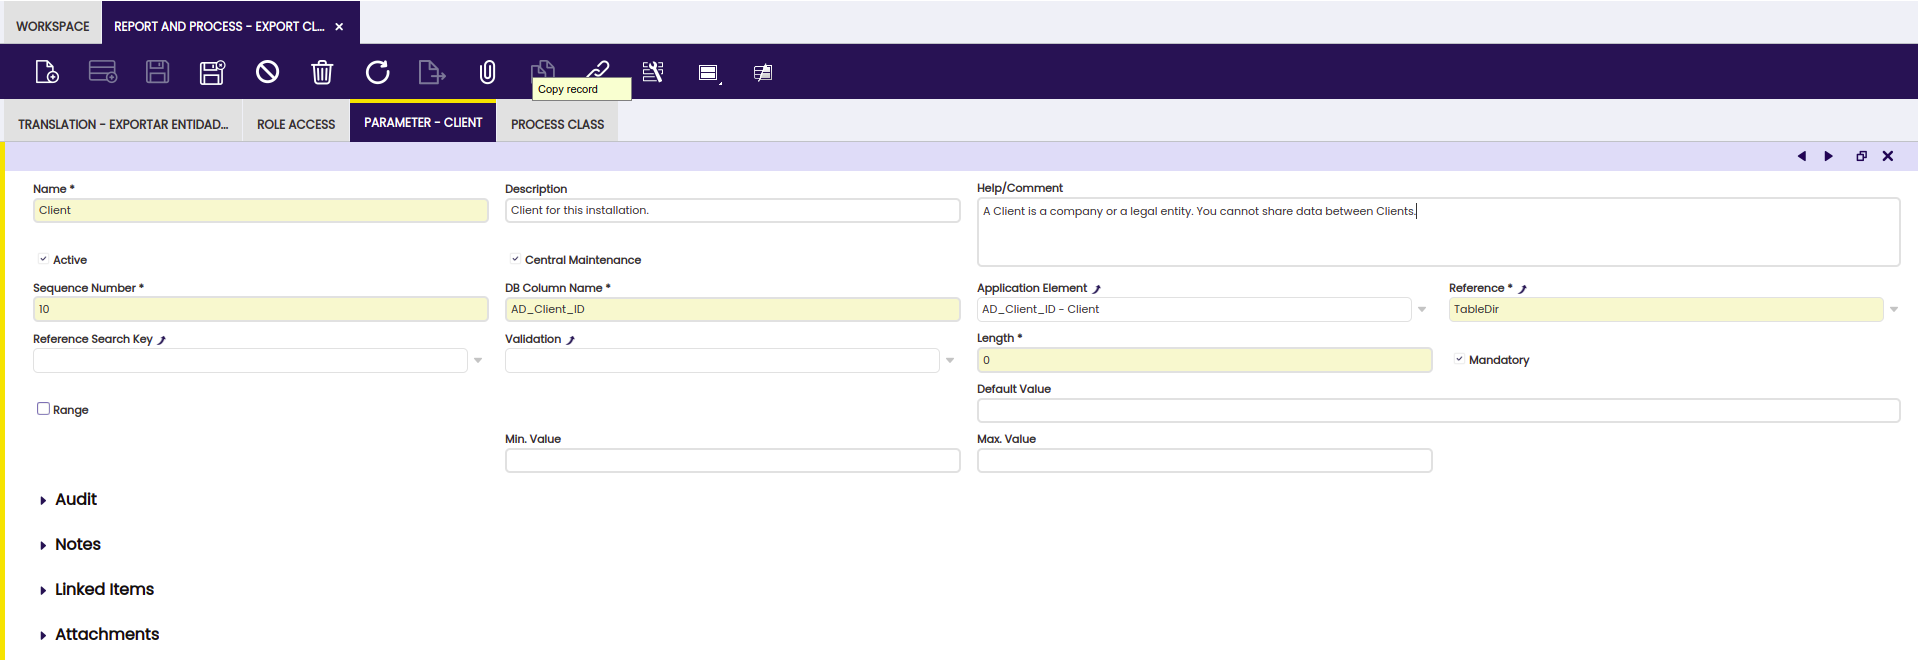 WORKSPACE
REPORT AND PROCESS - EXPORT CL...
Copy record
TRANSLATION - EXPORTAR ENTIDAD...
ROLE ACCESS
PARAMETER - CLIENT
PROCESS CLASS
Name *
Description
Help/Comment
Client
Client for this installation.
A Client is a company or a legal entity. You cannot share data between Clients.
Active
Central Maintenance
Sequence Number *
DB Column Name *
Application Element
Reference *
10
AD_Client_ID
AD_Client_ID - Client
TableDir
Reference Search Key
Validation
Length *
0
Mandatory
Default Value
Range
Min. Value
Max. Value
Audit
Notes
Linked Items
Attachments